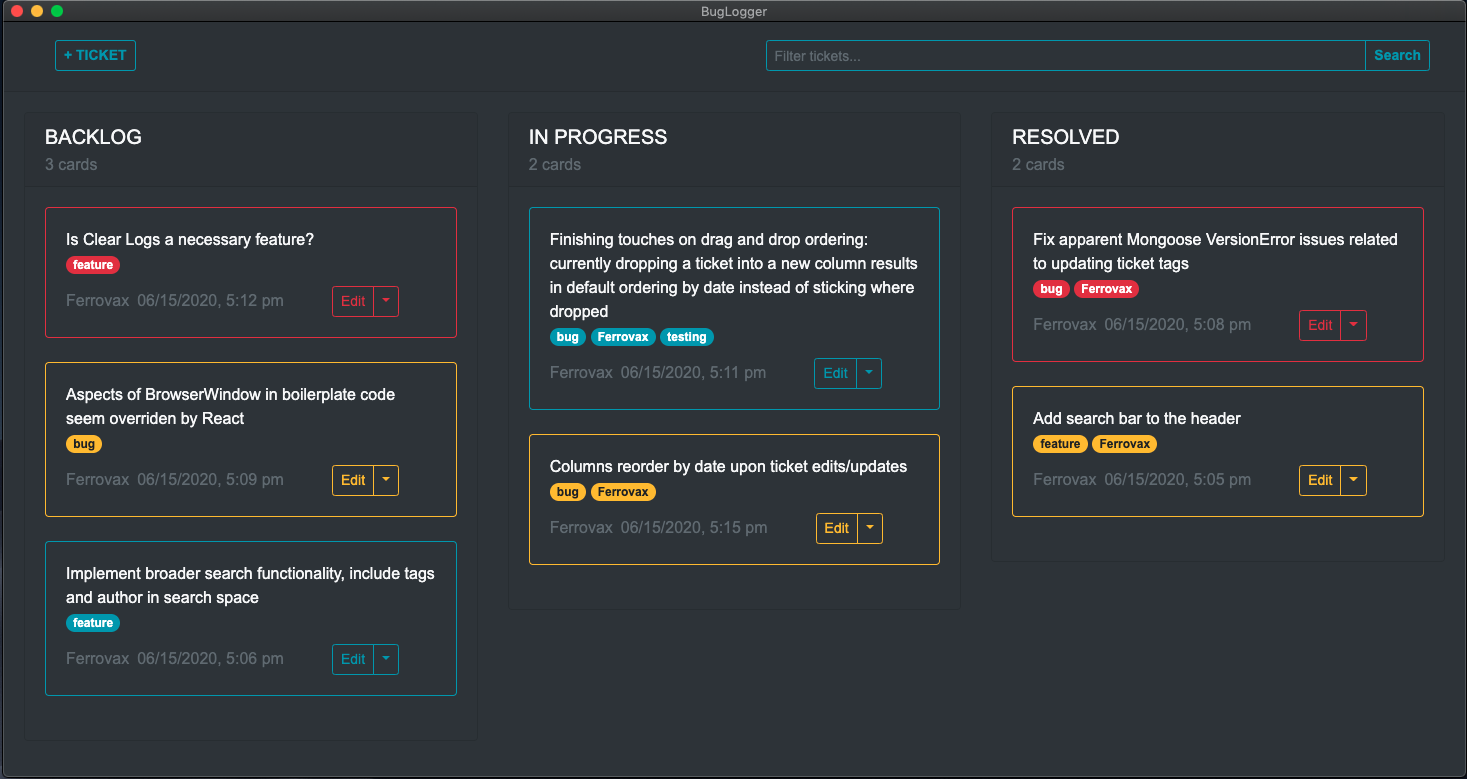 BugLogger
+ TICKET
Filter tickets...
Search
BACKLOG
3 cards
Is Clear Logs a necessary feature?
feature
Ferrovax 06/15/2020, 5:12 pm
Edit
Aspects of BrowserWindow in boilerplate code
seem overriden by React
bug
Ferrovax 06/15/2020, 5:09 pm
Edit
Implement broader search functionality, include tags
and author in search space
feature
Ferrovax 06/15/2020, 5:06 pm
Edit
IN PROGRESS
2 cards
Finishing touches on drag and drop ordering:
currently dropping a ticket into a new column results
in default ordering by date instead of sticking where
dropped
bug Ferrovax testing
Ferrovax 06/15/2020, 5:11 pm
Edit
Columns reorder by date upon ticket edits/updates
bug Ferrovax
Ferrovax 06/15/2020, 5:15 pm
Edit
RESOLVED
2 cards
Fix apparent Mongoose VersionError issues related
to updating ticket tags
bug Ferrovax
Ferrovax 06/15/2020, 5:08 pm
Edit
Add search bar to the header
feature Ferrovax
Ferrovax 06/15/2020, 5:05 pm
Edit